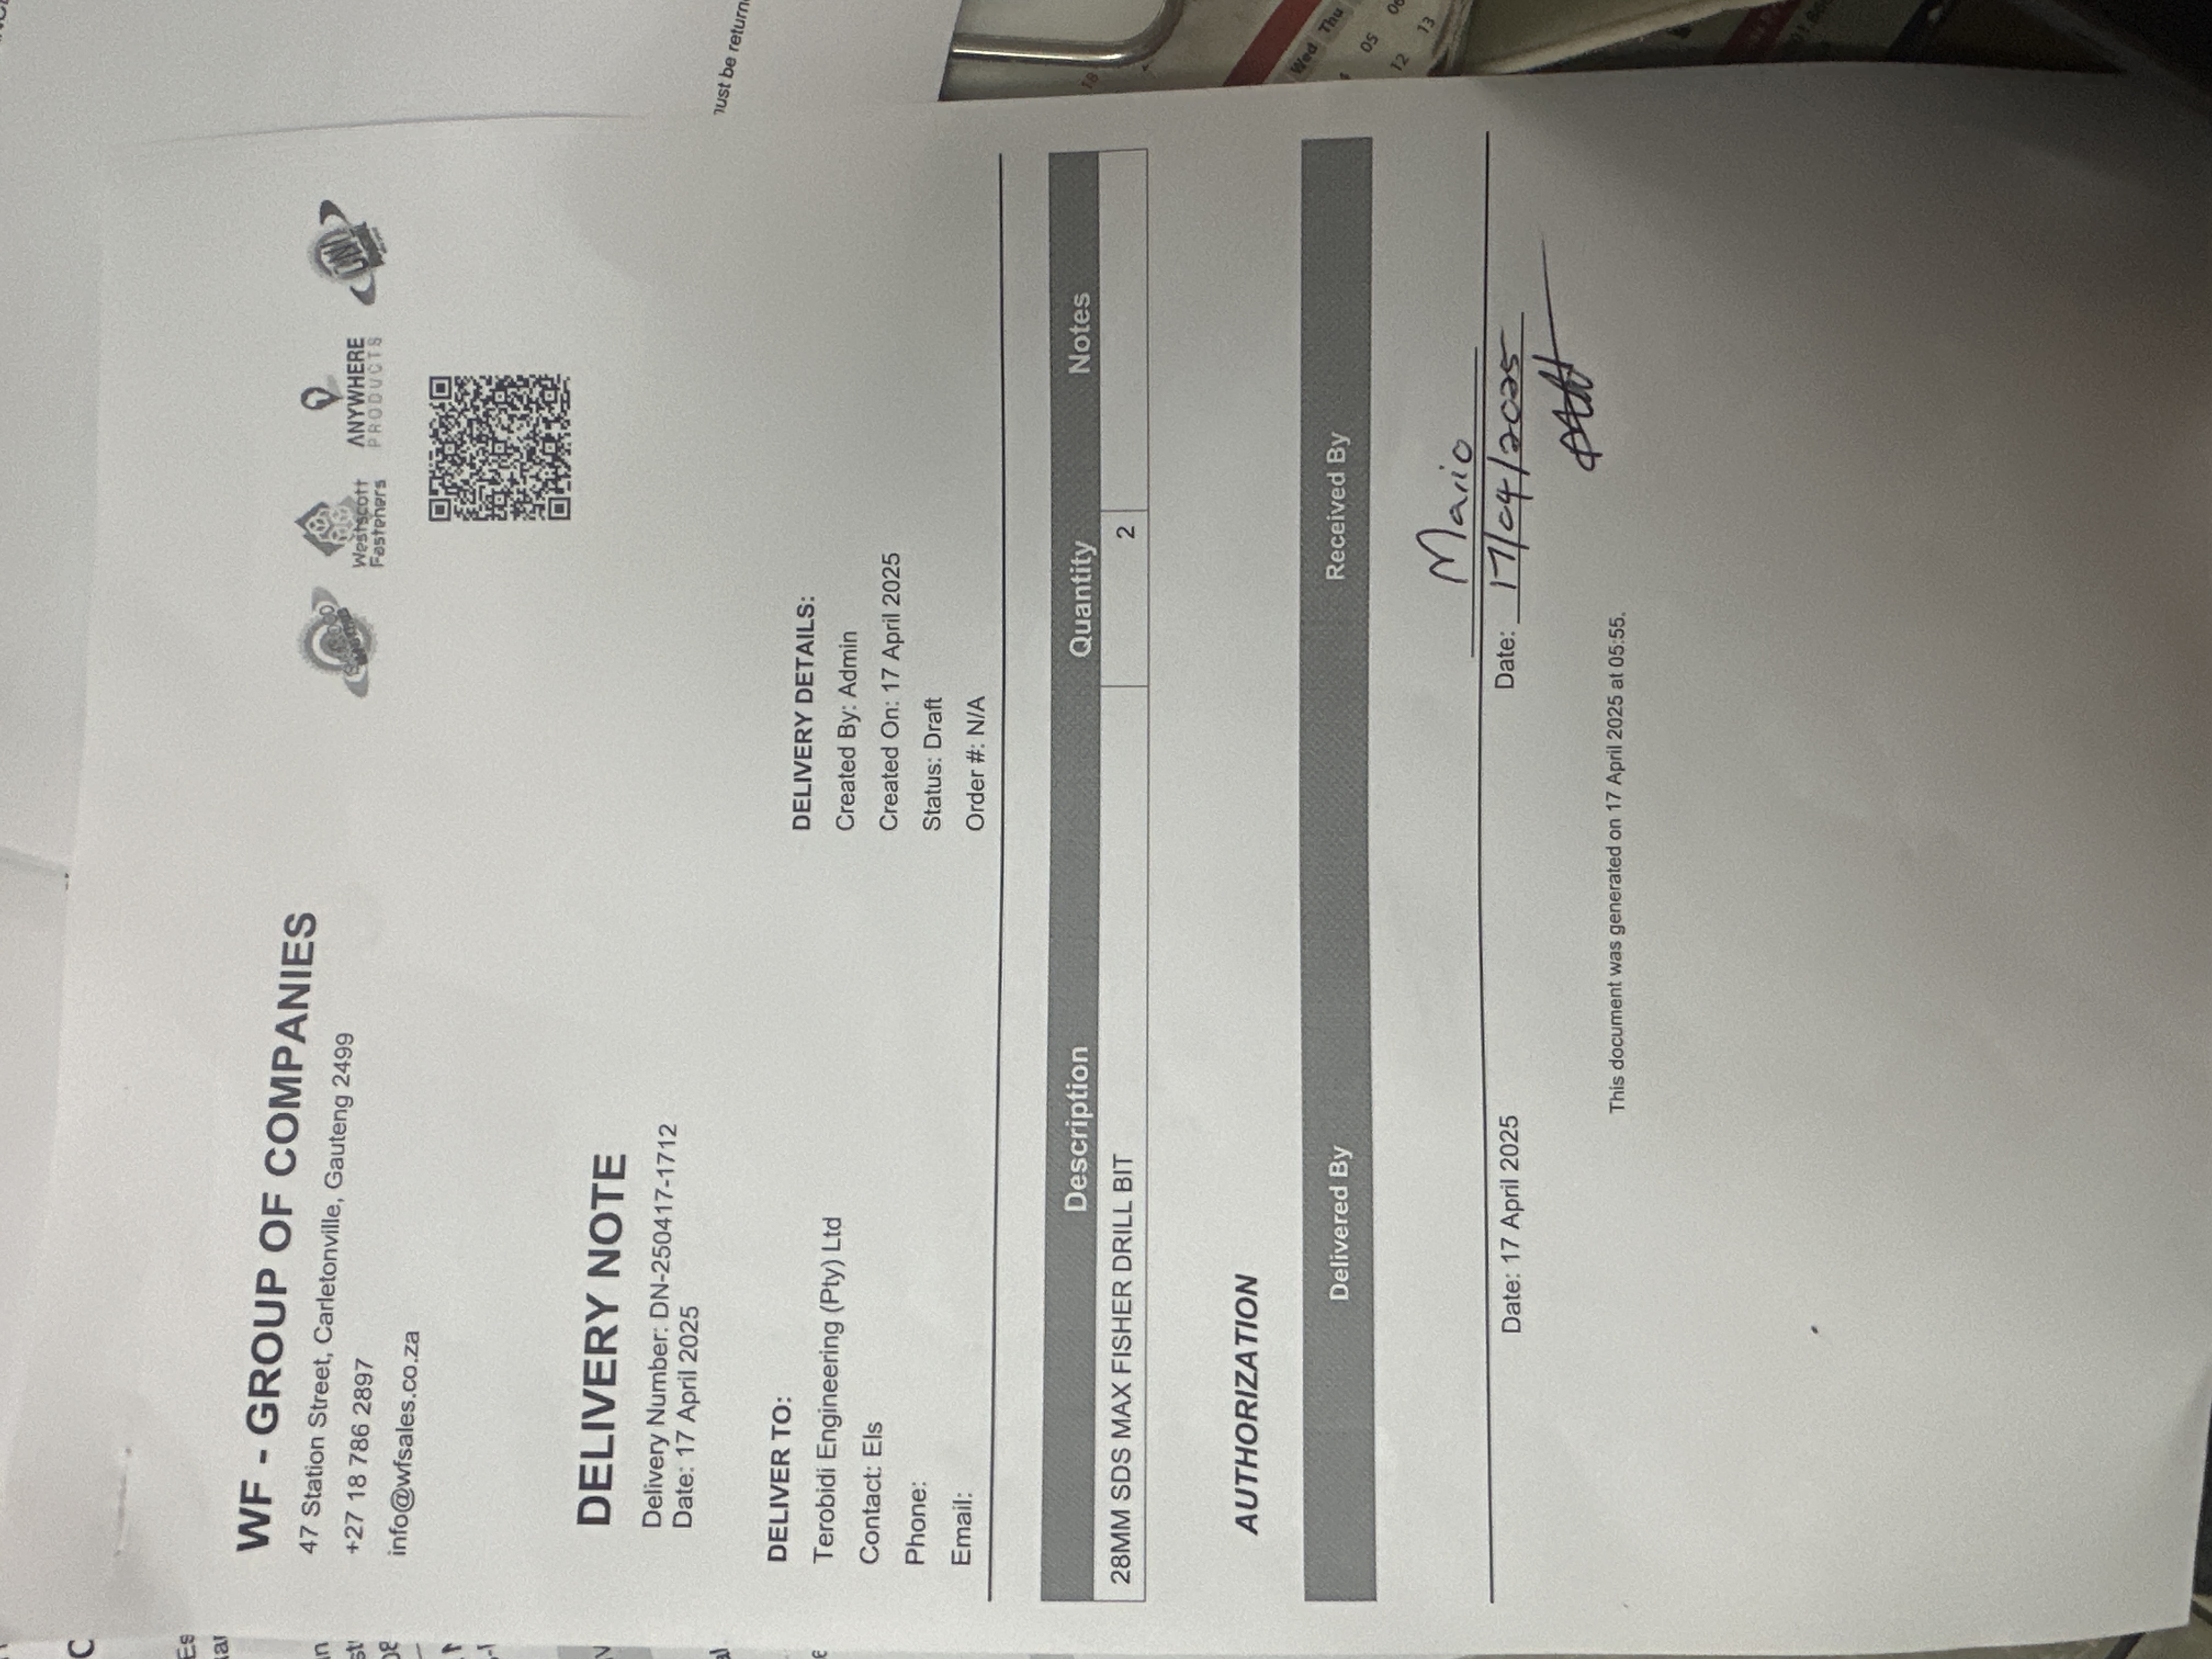 WF - GROUP OF COMPANIES
47 Station Street, Carletonville, Gauteng 2499
+27 18 786 2897
info@wfsales.co.za
Westscott
Fasteners
ANYWHERE
PRODUCTS
DELIVERY NOTE
Delivery Number: DN-250417-1712
Date: 17 April 2025
must be return
DELIVER TO:
Terobidi Engineering (Pty) Ltd
Contact: Els
Phone:
Email:
DELIVERY DETAILS:
Created By: Admin
Created On: 17 April 2025
Status: Draft
Order #: N/A
Description Quantity Notes
28MM SDS MAX FISHER DRILL BIT 2
AUTHORIZATION
Delivered By Received By
Mario
Date: 17 April 2025 Date: 17/04/2025
This document was generated on 17 April 2025 at 05:55.
Wed Thu
05 06
12 13